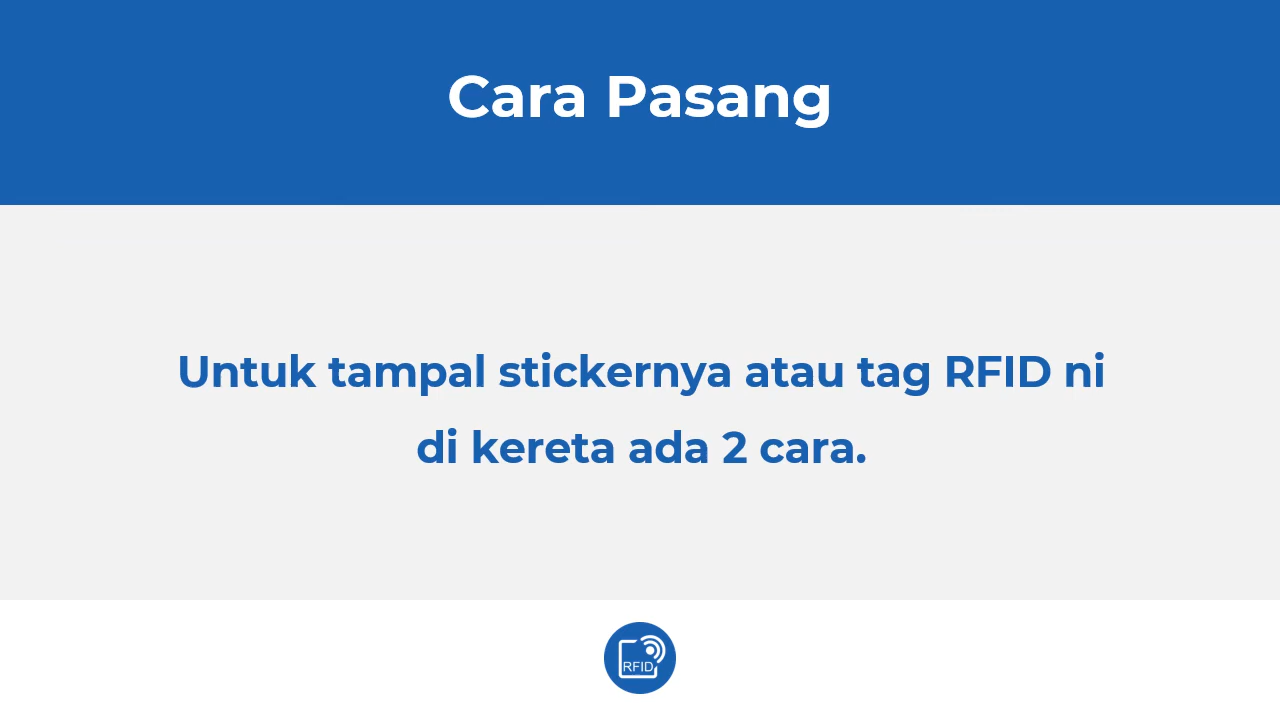 Cara Pasang
Untuk tampal stickernya atau tag RFID ni
di kereta ada 2 cara.
RFID